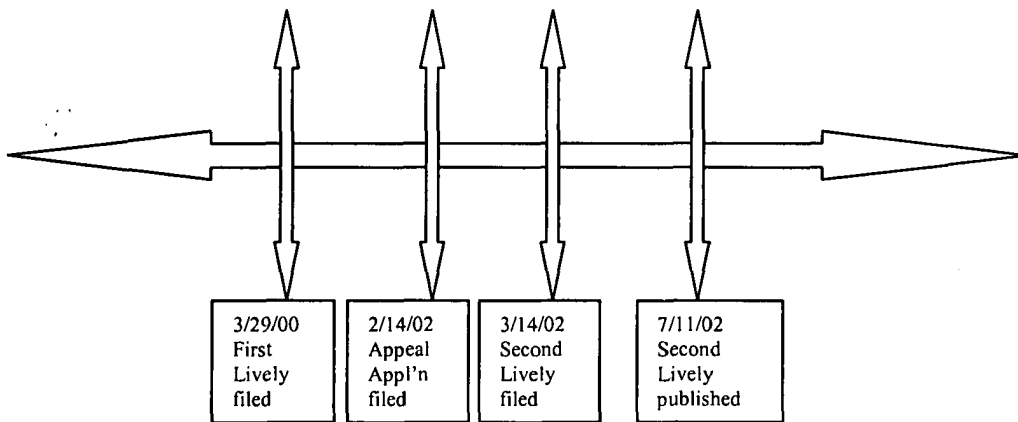 3/29/00
First
Lively
filed
2/14/02
Appeal
Appl'n
filed
3/14/02
Second
Lively
filed
7/11/02
Second
Lively
published